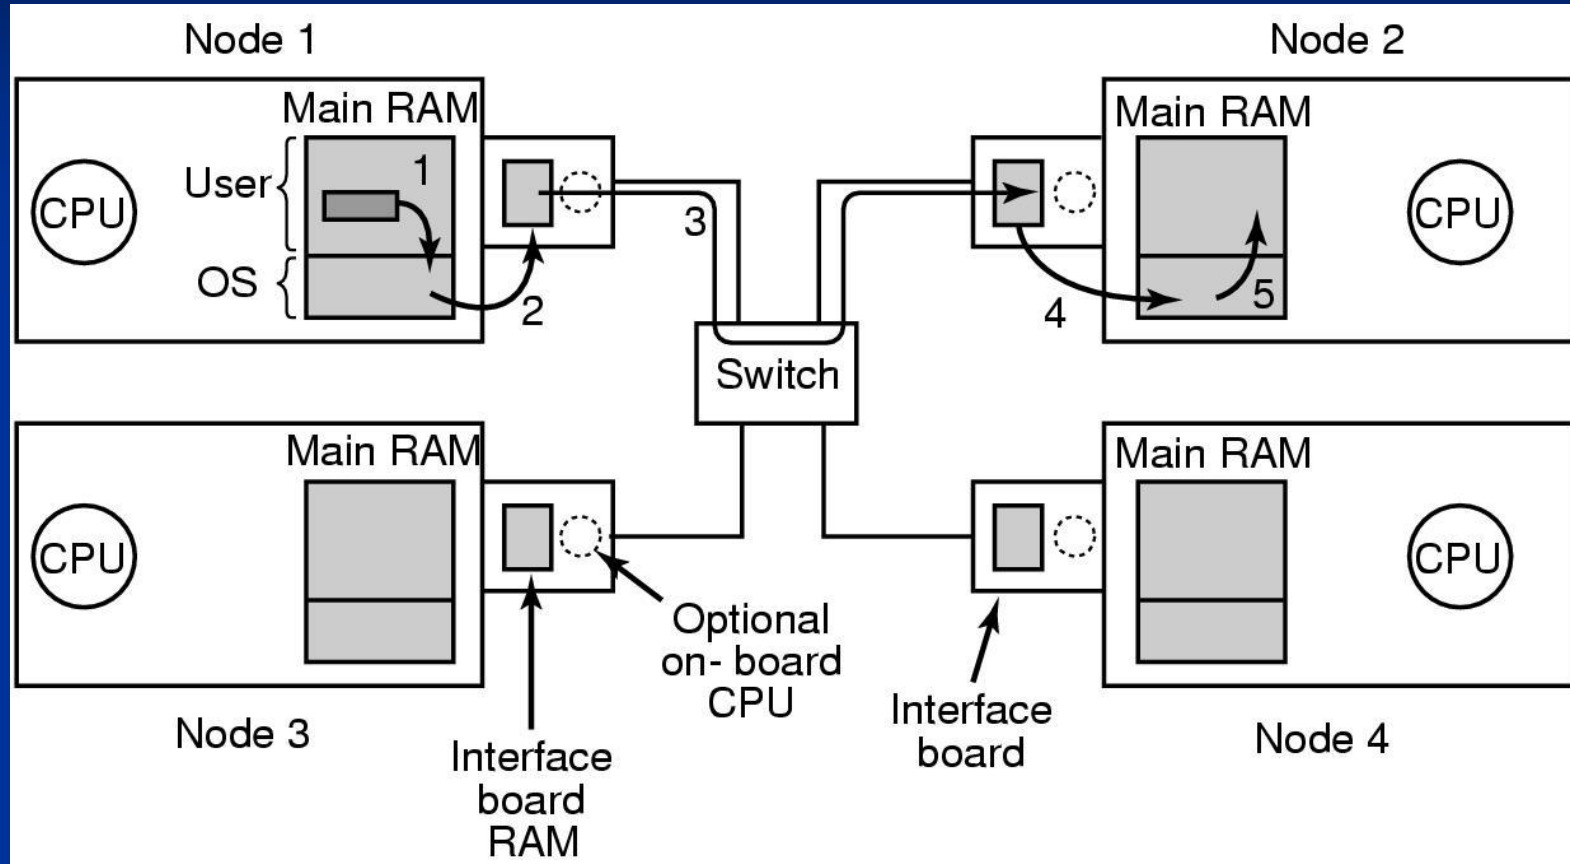 Node 1
Node 2
Main RAM
Main RAM
User
1
CPU
CPU
3
OS
2
4
5
Switch
Main RAM
Main RAM
CPU
CPU
Optional
on- board
CPU
Interface
board
Node 3
Node 4
Interface
board
RAM